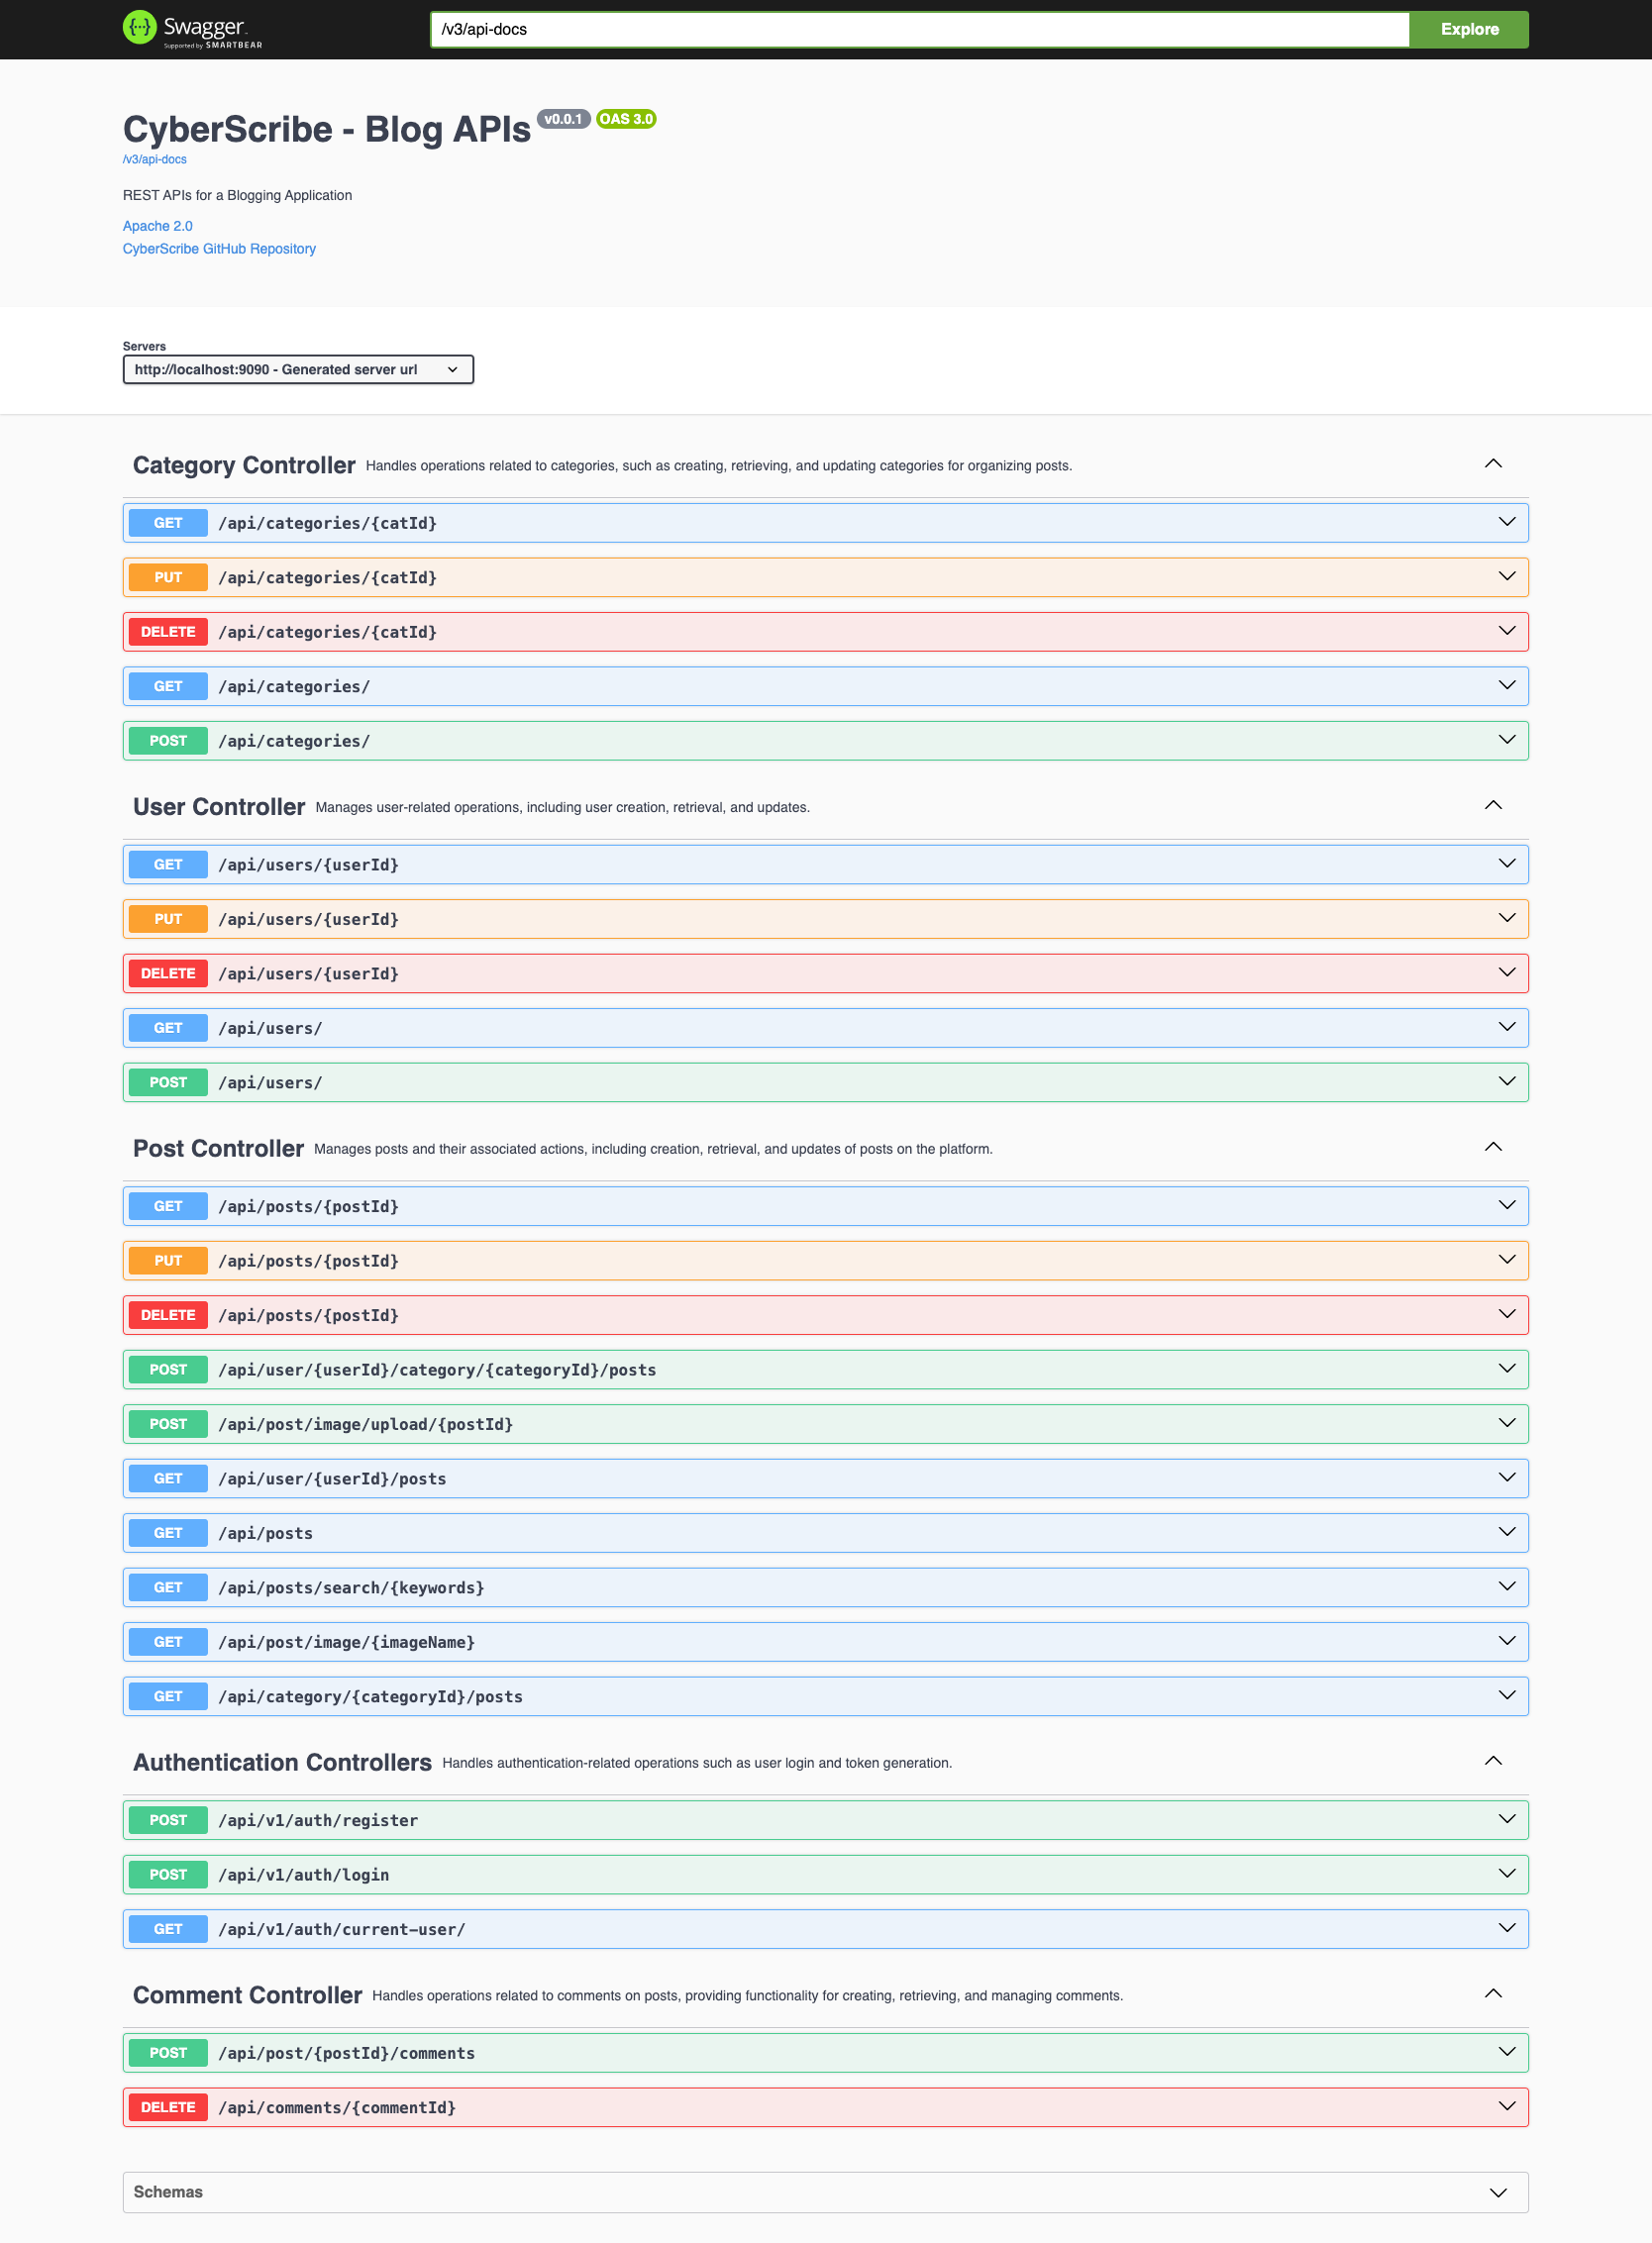 Swagger
Supported by SMARTBEAR
/v3/api-docs
Explore
CyberScribe - Blog APIs v0.0.1 OAS 3.0
/v3/api-docs
REST APIs for a Blogging Application
Apache 2.0
CyberScribe GitHub Repository
Servers
http://localhost:9090 - Generated server url
Category Controller Handles operations related to categories, such as creating, retrieving, and updating categories for organizing posts.
GET /api/categories/{catId}
PUT /api/categories/{catId}
DELETE /api/categories/{catId}
GET /api/categories/
POST /api/categories/
User Controller Manages user-related operations, including user creation, retrieval, and updates.
GET /api/users/{userId}
PUT /api/users/{userId}
DELETE /api/users/{userId}
GET /api/users/
POST /api/users/
Post Controller Manages posts and their associated actions, including creation, retrieval, and updates of posts on the platform.
GET /api/posts/{postId}
PUT /api/posts/{postId}
DELETE /api/posts/{postId}
POST /api/user/{userId}/category/{categoryId}/posts
POST /api/post/image/upload/{postId}
GET /api/user/{userId}/posts
GET /api/posts
GET /api/posts/search/{keywords}
GET /api/post/image/{imageName}
GET /api/category/{categoryId}/posts
Authentication Controllers Handles authentication-related operations such as user login and token generation.
POST /api/v1/auth/register
POST /api/v1/auth/login
GET /api/v1/auth/current-user/
Comment Controller Handles operations related to comments on posts, providing functionality for creating, retrieving, and managing comments.
POST /api/post/{postId}/comments
DELETE /api/comments/{commentId}
Schemas